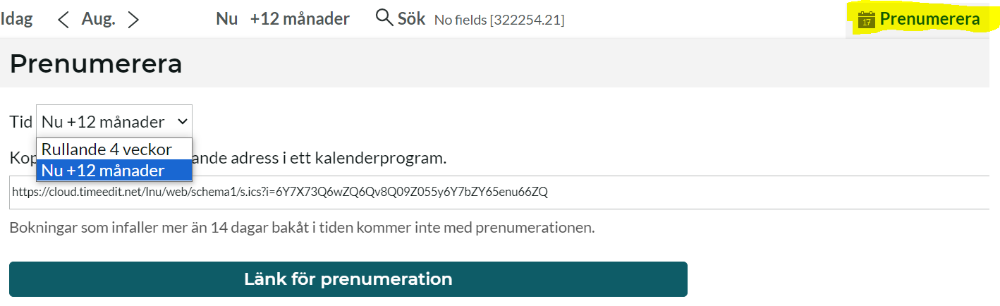 Idag Aug. Nu +12 månader Sök No fields [322254.21] 17 Prenumerera
Prenumerera
Tid Nu +12 månader
Rullande 4 veckor
Kop ande adress i ett kalenderprogram.
Nu +12 månader
https://cloud.timeedit.net/lnu/web/schema1/s.ics?i=6Y7X73Q6wZQ6Qv8Q09Z055y6Y7bZY65enu66ZQ
Bokningar som infaller mer än 14 dagar bakåt i tiden kommer inte med prenumerationen.
Länk för prenumeration